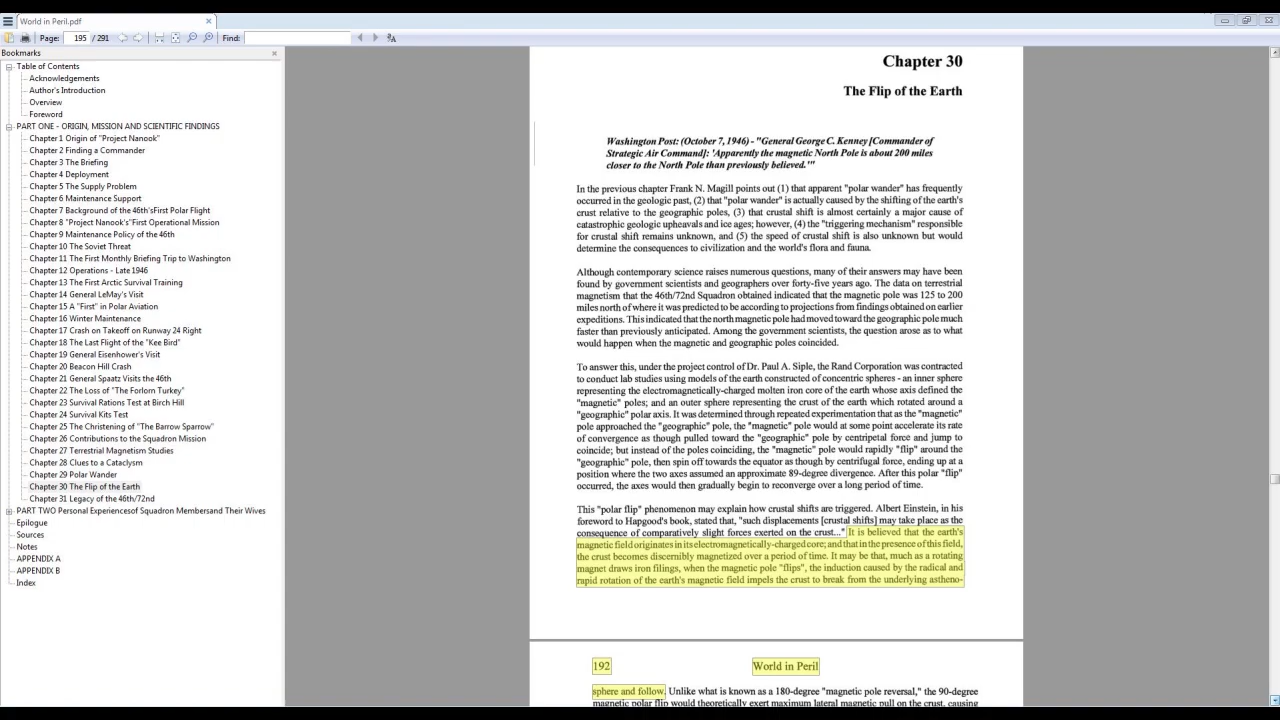 World in Peril.pdf
Page: 195 / 291 Find:
Bookmarks
Table of Contents
Acknowledgements
Author's Introduction
Overview
Foreword
PART ONE - ORIGIN, MISSION AND SCIENTIFIC FINDINGS
Chapter 1 Origin of "Project Nanook"
Chapter 2 Finding a Commander
Chapter 3 The Briefing
Chapter 4 Deployment
Chapter 5 The Supply Problem
Chapter 6 Maintenance Support
Chapter 7 Background of the 46th'sFirst Polar Flight
Chapter 8 "Project Nanook's"First Operational Mission
Chapter 9 Maintenance Policy of the 46th
Chapter 10 The Soviet Threat
Chapter 11 The First Monthly Briefing Trip to Washington
Chapter 12 Operations - Late 1946
Chapter 13 The First Arctic Survival Training
Chapter 14 General LeMay's Visit
Chapter 15 A "First" in Polar Aviation
Chapter 16 Winter Maintenance
Chapter 17 Crash on Takeoff on Runway 24 Right
Chapter 18 The Last Flight of the "Kee Bird"
Chapter 19 General Eisenhower's Visit
Chapter 20 Beacon Hill Crash
Chapter 21 General Spaatz Visits the 46th
Chapter 22 The Loss of "The Forlorn Turkey"
Chapter 23 Survival Rations Test at Birch Hill
Chapter 24 Survival Kits Test
Chapter 25 The Christening of "The Barrow Sparrow"
Chapter 26 Contributions to the Squadron Mission
Chapter 27 Terrestrial Magnetism Studies
Chapter 28 Clues to a Cataclysm
Chapter 29 Polar Wander
Chapter 30 The Flip of the Earth
Chapter 31 Legacy of the 46th/72nd
PART TWO Personal Experiencesof Squadron Membersand Their Wives
Epilogue
Sources
Notes
APPENDIX A
APPENDIX B
Index
Chapter 30
The Flip of the Earth
Washington Post: (October 7, 1946) - "General George C. Kenney [Commander of
Strategic Air Command]: 'Apparently the magnetic North Pole is about 200 miles
closer to the North Pole than previously believed.'"
In the previous chapter Frank N. Magill points out (1) that apparent "polar wander" has frequently
occurred in the geologic past, (2) that "polar wander" is actually caused by the shifting of the earth's
crust relative to the geographic poles, (3) that crustal shift is almost certainly a major cause of
catastrophic geologic upheavals and ice ages; however, (4) the "triggering mechanism" responsible
for crustal shift remains unknown, and (5) the speed of crustal shift is also unknown but would
determine the consequences to civilization and the world's flora and fauna.
Although contemporary science raises numerous questions, many of their answers may have been
found by government scientists and geographers over forty-five years ago. The data on terrestrial
magnetism that the 46th/72nd Squadron obtained indicated that the magnetic pole was 125 to 200
miles north of where it was predicted to be according to projections from findings obtained on earlier
expeditions. This indicated that the north magnetic pole had moved toward the geographic pole much
faster than previously anticipated. Among the government scientists, the question arose as to what
would happen when the magnetic and geographic poles coincided.
To answer this, under the project control of Dr. Paul A. Siple, the Rand Corporation was contracted
to conduct lab studies using models of the earth constructed of concentric spheres - an inner sphere
representing the electromagnetically-charged molten iron core of the earth whose axis defined the
"magnetic" poles; and an outer sphere representing the crust of the earth which rotated around a
"geographic" polar axis. It was determined through repeated experimentation that as the "magnetic"
pole approached the "geographic" pole, the "magnetic" pole would at some point accelerate its rate
of convergence as though pulled toward the "geographic" pole by centripetal force and jump to
coincide; but instead of the poles coinciding, the "magnetic" pole would rapidly "flip" around the
"geographic" pole, then spin off towards the equator as though by centrifugal force, ending up at a
position where the two axes assumed an approximate 89-degree divergence. After this polar "flip"
occurred, the axes would then gradually begin to reconverge over a long period of time.
This "polar flip" phenomenon may explain how crustal shifts are triggered. Albert Einstein, in his
foreword to Hapgood's book, stated that, "such displacements [crustal shifts] may take place as the
consequence of comparatively slight forces exerted on the crust..." It is believed that the earth's
magnetic field originates in its electromagnetically-charged core; and that in the presence of this field,
the crust becomes discernibly magnetized over a period of time. It may be that, much as a rotating
magnet draws iron filings, when the magnetic pole "flips", the induction caused by the radical and
rapid rotation of the earth's magnetic field impels the crust to break from the underlying astheno-
192 World in Peril
sphere and follow. Unlike what is known as a 180-degree "magnetic pole reversal," the 90-degree
magnetic polar flip would theoretically exert maximum lateral magnetic pull on the crust, causing